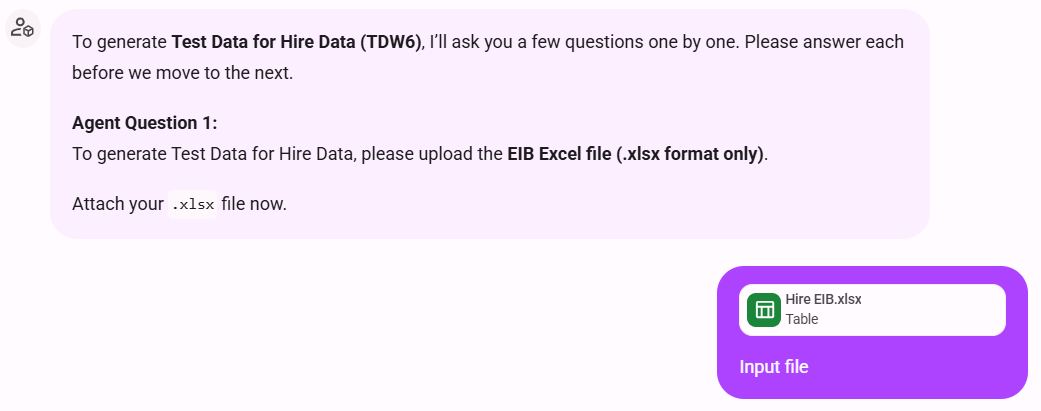 To generate Test Data for Hire Data (TDW6), I’ll ask you a few questions one by one. Please answer each
before we move to the next.
Agent Question 1:
To generate Test Data for Hire Data, please upload the EIB Excel file (.xlsx format only).
Attach your .xlsx file now.
Hire EIB.xlsx
Table
Input file